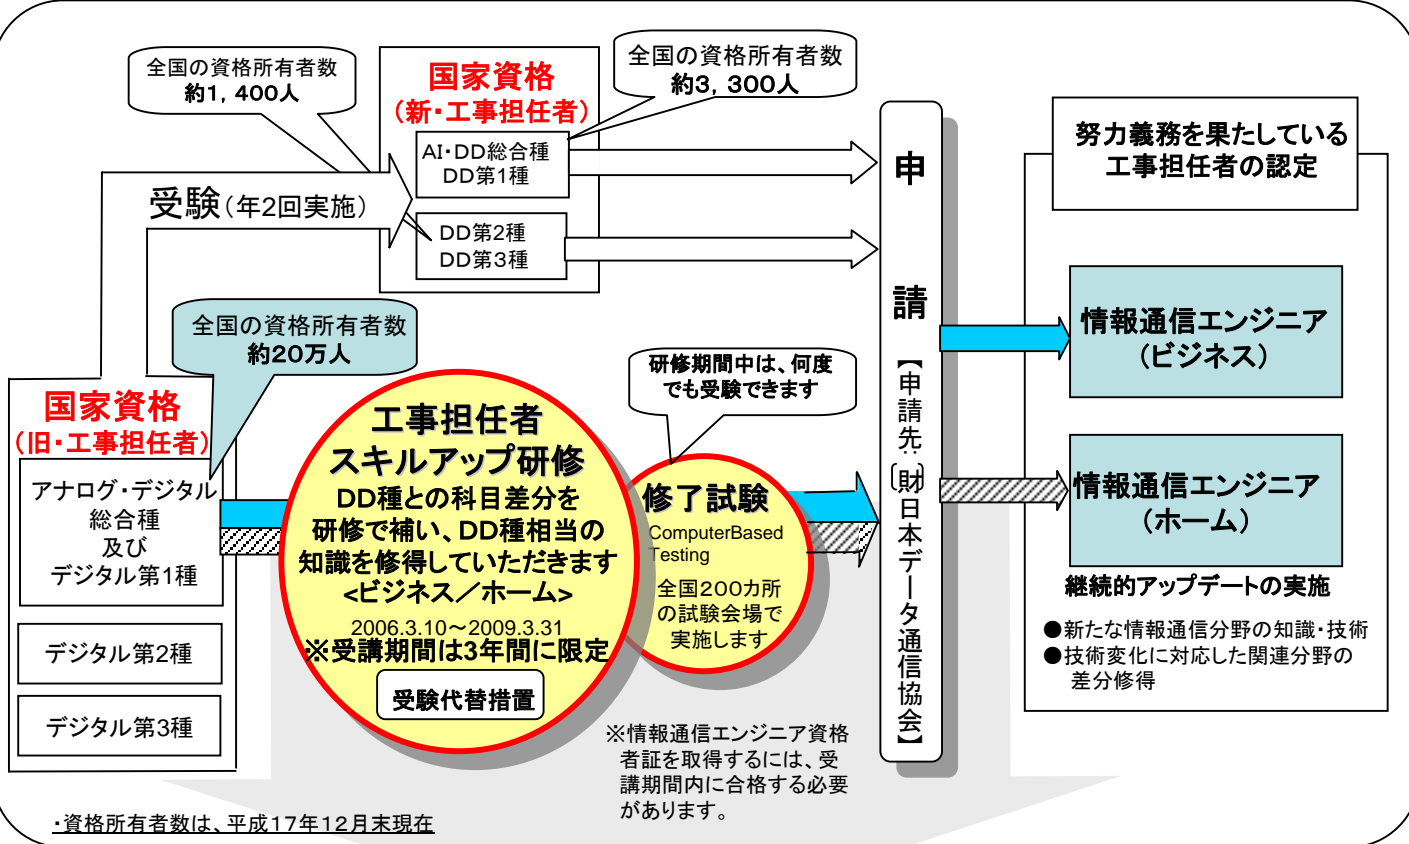 全国の資格所有者数
約1,400人
国家資格
(新・工事担任者)
全国の資格所有者数
約3,300人
AI・DD総合種
DD第1種
DD第2種
DD第3種
受験(年2回実施)
全国の資格所有者数
約20万人
国家資格
(旧・工事担任者)
アナログ・デジタル
総合種
及び
デジタル第1種
デジタル第2種
デジタル第3種
工事担任者
スキルアップ研修
DD種との科目差分を
研修で補い、DD種相当の
知識を修得していただきます
<ビジネス/ホーム>
2006.3.10~2009.3.31
※受講期間は3年間に限定
受験代替措置
研修期間中は、何度
でも受験できます
修了試験
ComputerBased
Testing
全国200カ所
の試験会場で
実施します
※情報通信エンジニア資格
者証を取得するには、受
講期間内に合格する必要
があります。
申請【申請先:(財)日本データ通信協会】
努力義務を果たしている
工事担任者の認定
情報通信エンジニア
(ビジネス)
情報通信エンジニア
(ホーム)
継続的アップデートの実施
●新たな情報通信分野の知識・技術
●技術変化に対応した関連分野の
差分修得
・資格所有者数は、平成17年12月末現在